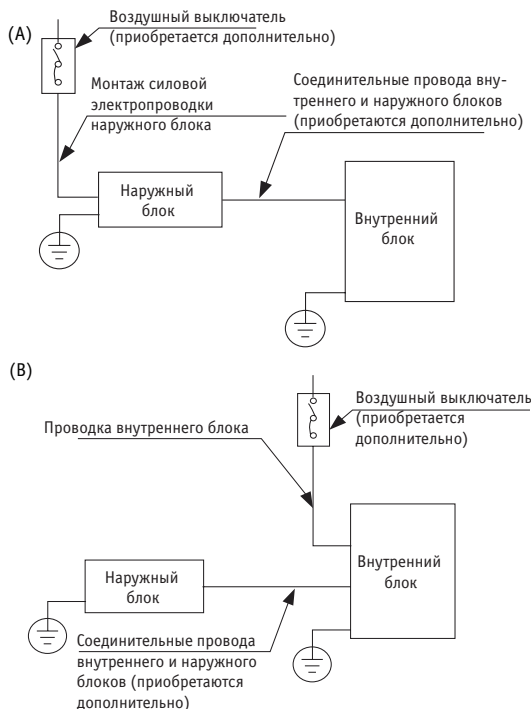 (A)
Воздушный выключатель
(приобретается дополнительно)
Монтаж силовой
электропроводки
наружного блока
Соединительные провода вну-
треннего и наружного блоков
(приобретаются дополнительно)
Наружный
блок
Внутренний
блок
(B)
Воздушный выключатель
(приобретается
дополнительно)
Проводка внутреннего блока
Наружный
блок
Внутренний
блок
Соединительные провода
внутреннего и наружного
блоков (приобретаются
дополнительно)